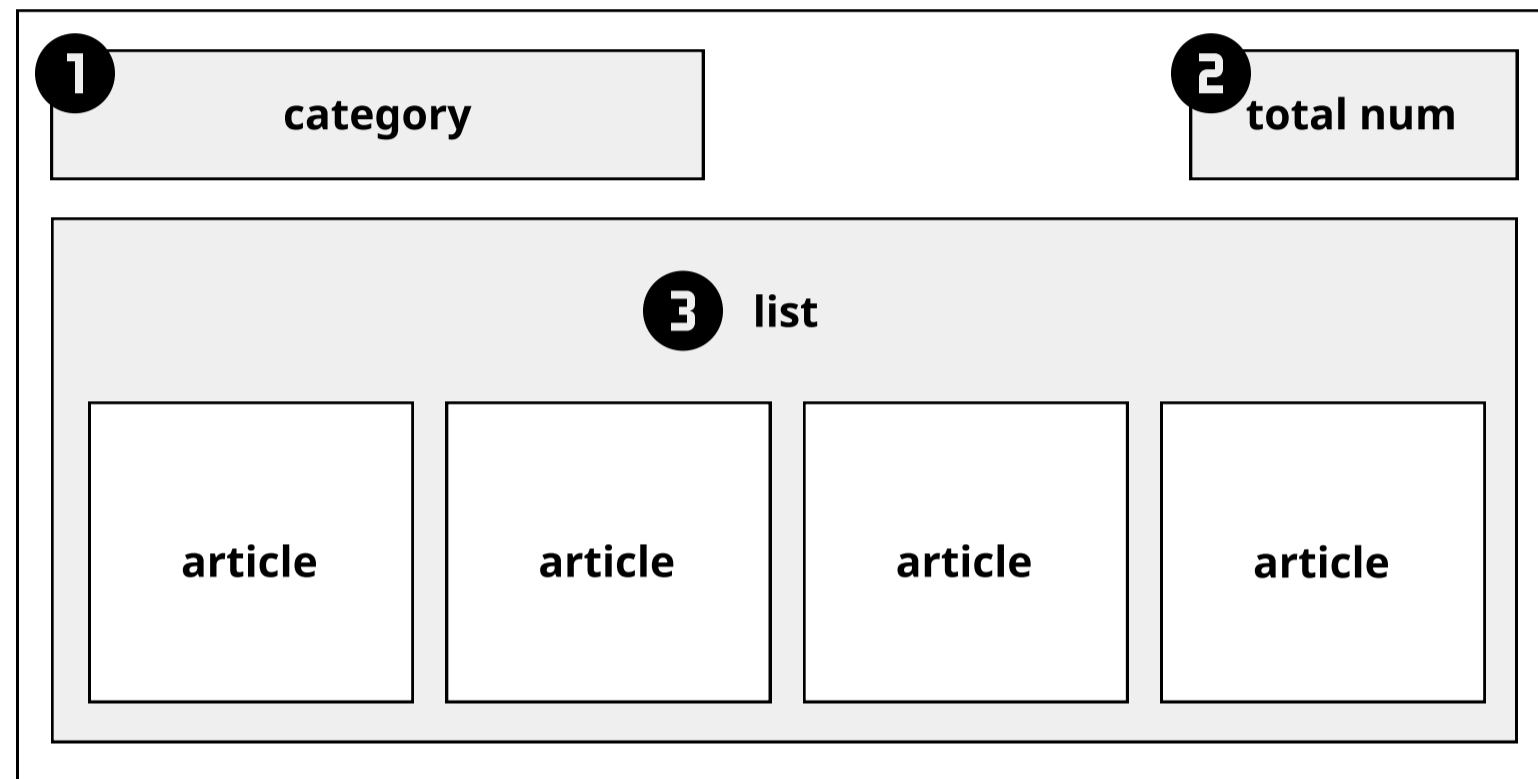 1
category
2
total num
3 list
article article article article